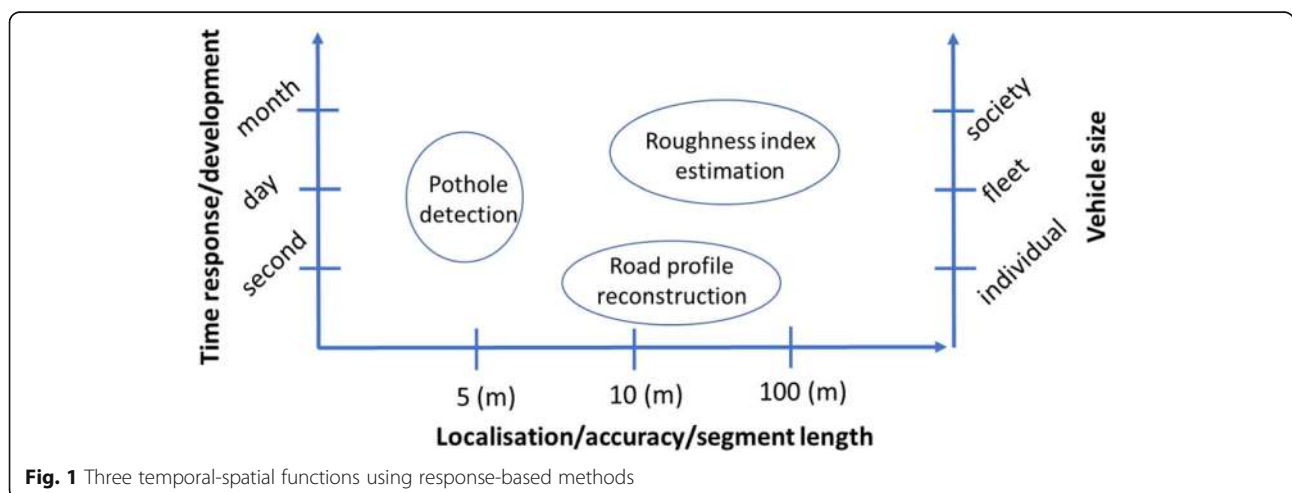 Time response/development
month
day
second
Pothole
detection
Roughness index
estimation
Road profile
reconstruction
society
fleet
individual
Vehicle size
5 (m)
10 (m)
100 (m)
Localisation/accuracy/segment length
Fig. 1 Three temporal-spatial functions using response-based methods